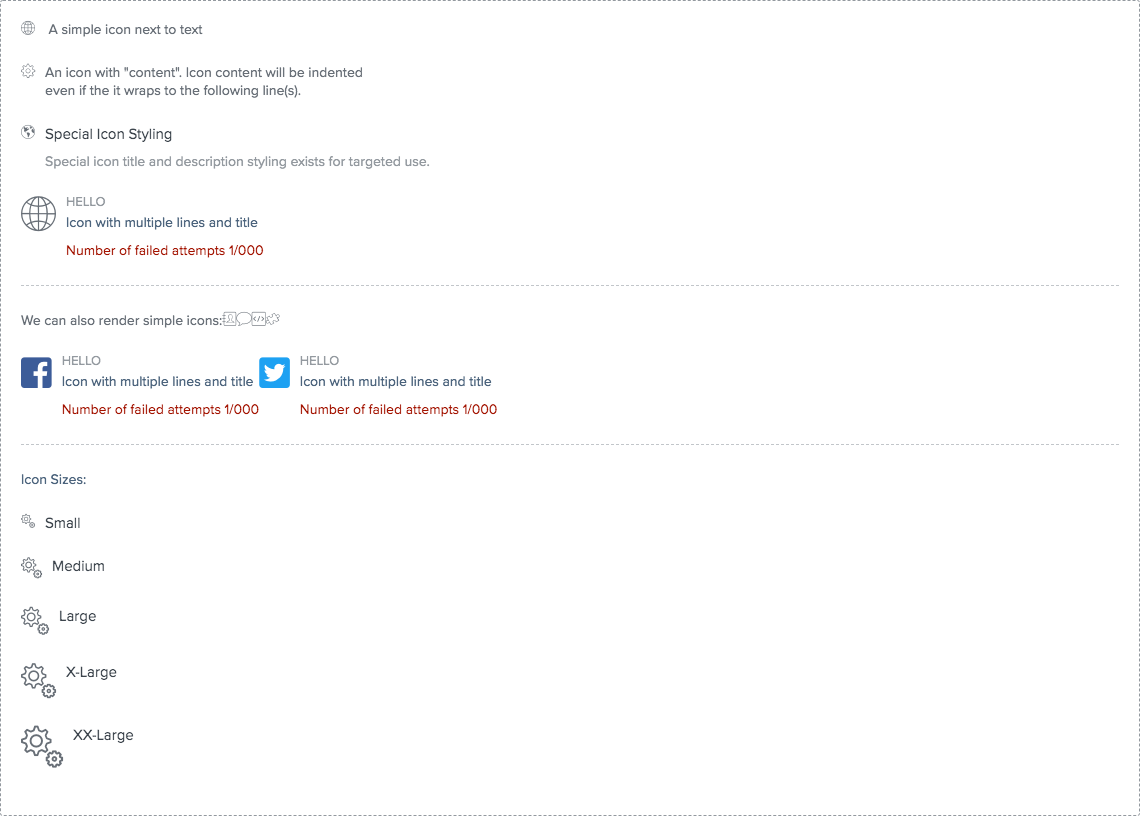 A simple icon next to text
An icon with "content". Icon content will be indented
even if the it wraps to the following line(s).
Special Icon Styling
Special icon title and description styling exists for targeted use.
HELLO
Icon with multiple lines and title
Number of failed attempts 1/000
We can also render simple icons:
HELLO
Icon with multiple lines and title
Number of failed attempts 1/000
HELLO
Icon with multiple lines and title
Number of failed attempts 1/000
Icon Sizes:
Small
Medium
Large
X-Large
XX-Large